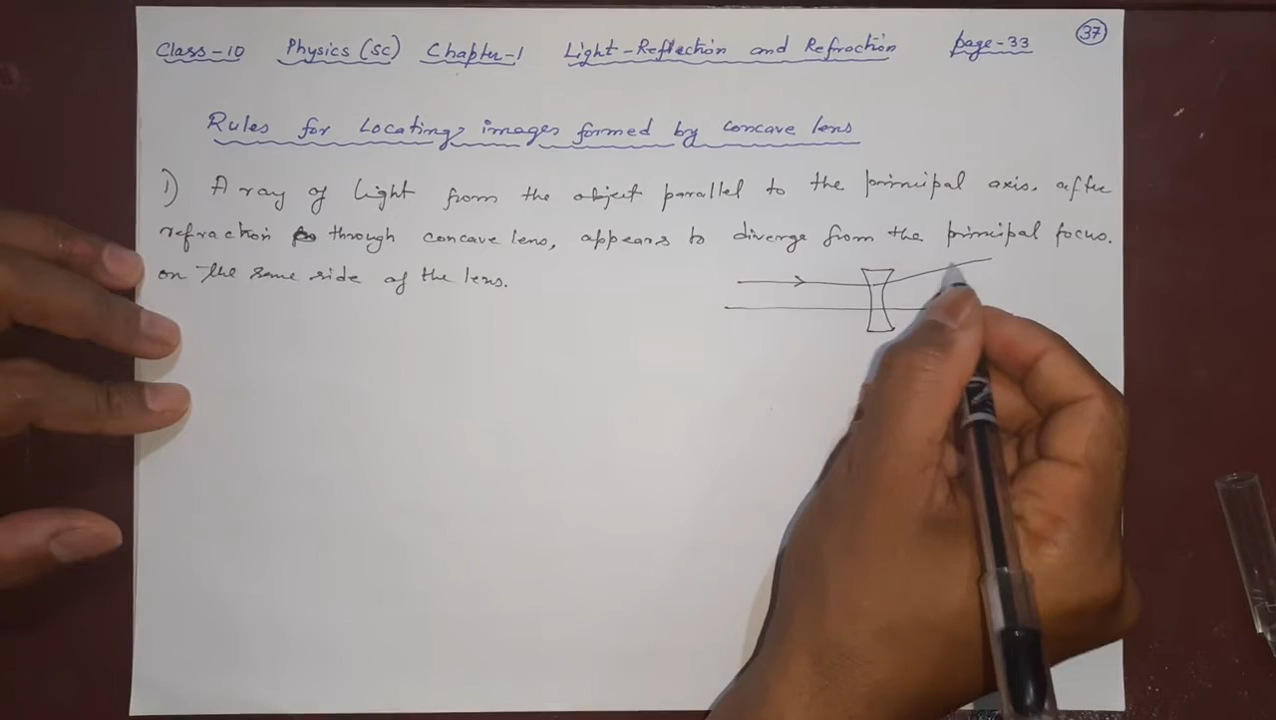 Class-10 Physics (SC) Chapter-1 Light-Reflection and Refraction page-33 37
Rules for Locating images formed by concave lens
1) A ray of light from the object parallel to the principal axis. after
refraction through concave lens, appears to diverge from the principal focus.
on the same side of the lens.